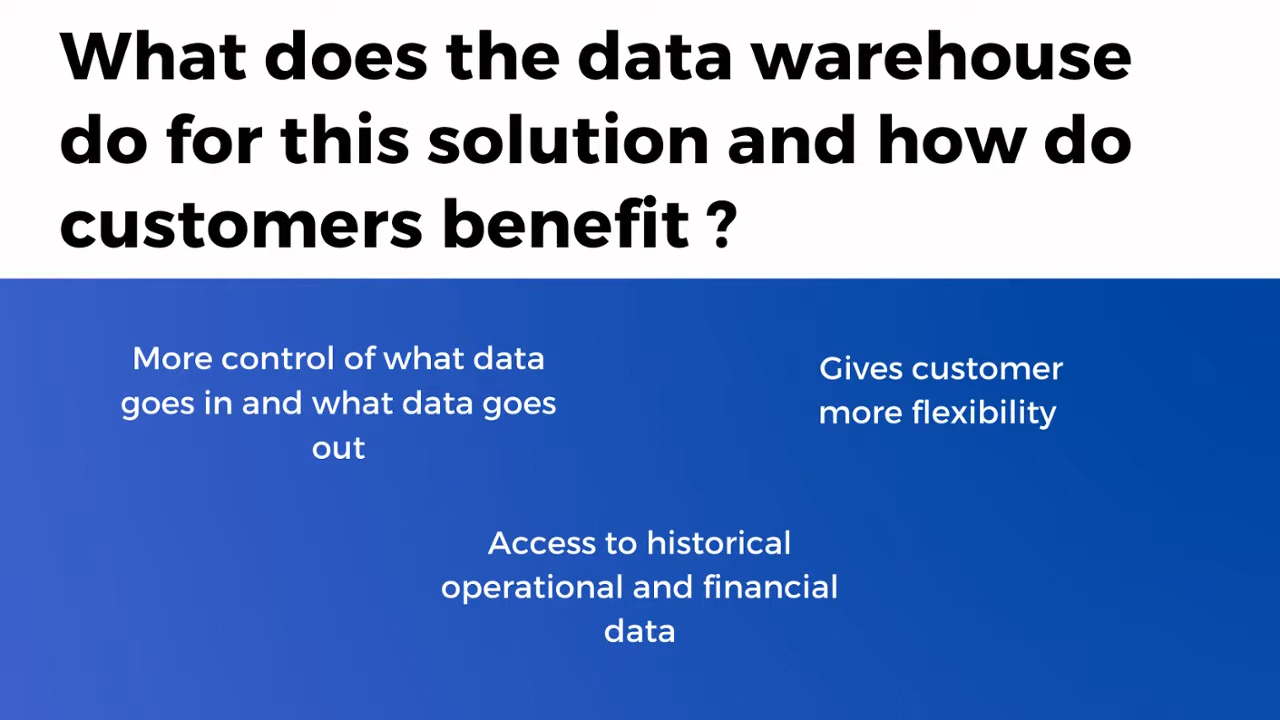 What does the data warehouse
do for this solution and how do
customers benefit ?
More control of what data
goes in and what data goes
out
Gives customer
more flexibility
Access to historical
operational and financial
data